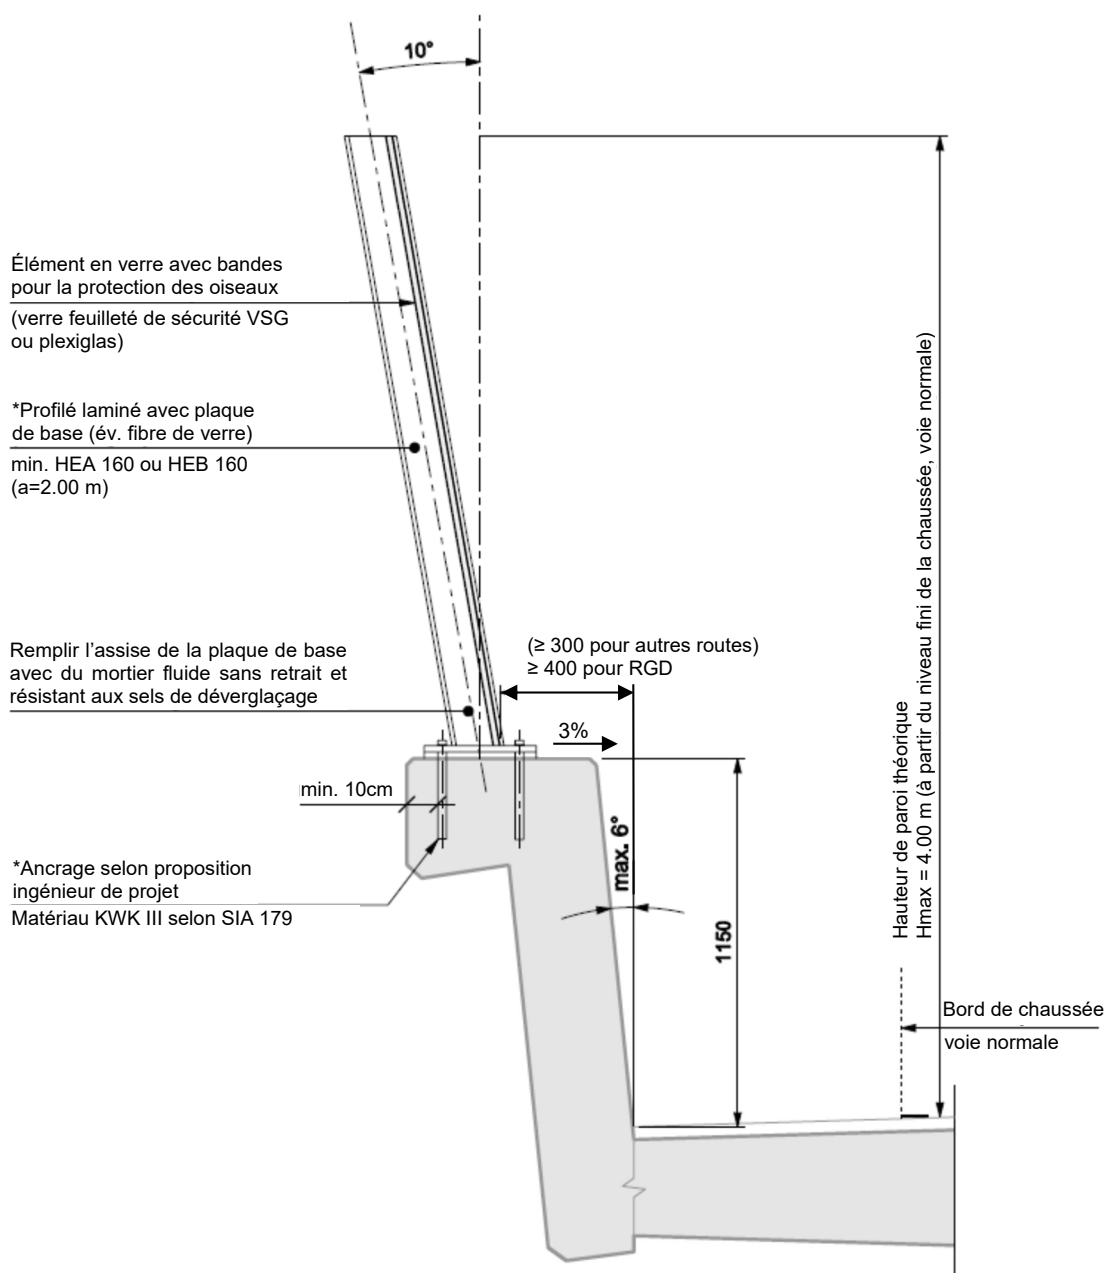 10°
Élément en verre avec bandes
pour la protection des oiseaux
(verre feuilleté de sécurité VSG
ou plexiglas)
*Profilé laminé avec plaque
de base (év. fibre de verre)
min. HEA 160 ou HEB 160
(a=2.00 m)
Remplir l’assise de la plaque de base
avec du mortier fluide sans retrait et
résistant aux sels de déverglaçage
(≥ 300 pour autres routes)
≥ 400 pour RGD
3%
min. 10cm
max. 6°
*Ancrage selon proposition
ingénieur de projet
Matériau KWK III selon SIA 179
1150
Hauteur de paroi théorique
Hmax = 4.00 m (à partir du niveau fini de la chaussée, voie normale)
Bord de chaussée
voie normale